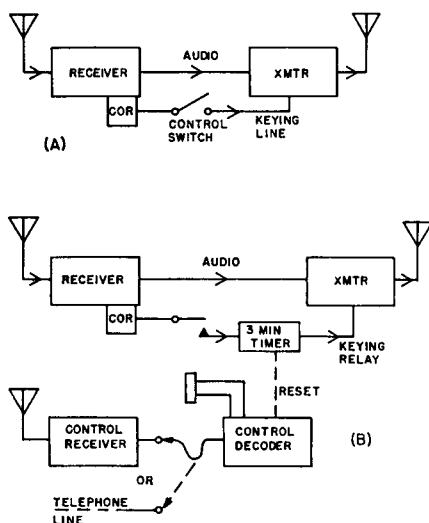 RECEIVER
AUDIO
XMTR
COR
CONTROL
SWITCH
KEYING
LINE
(A)
RECEIVER
AUDIO
XMTR
COR
3 MIN
TIMER
KEYING
RELAY
RESET
CONTROL
RECEIVER
CONTROL
DECODER
(B)
OR
TELEPHONE
LINE